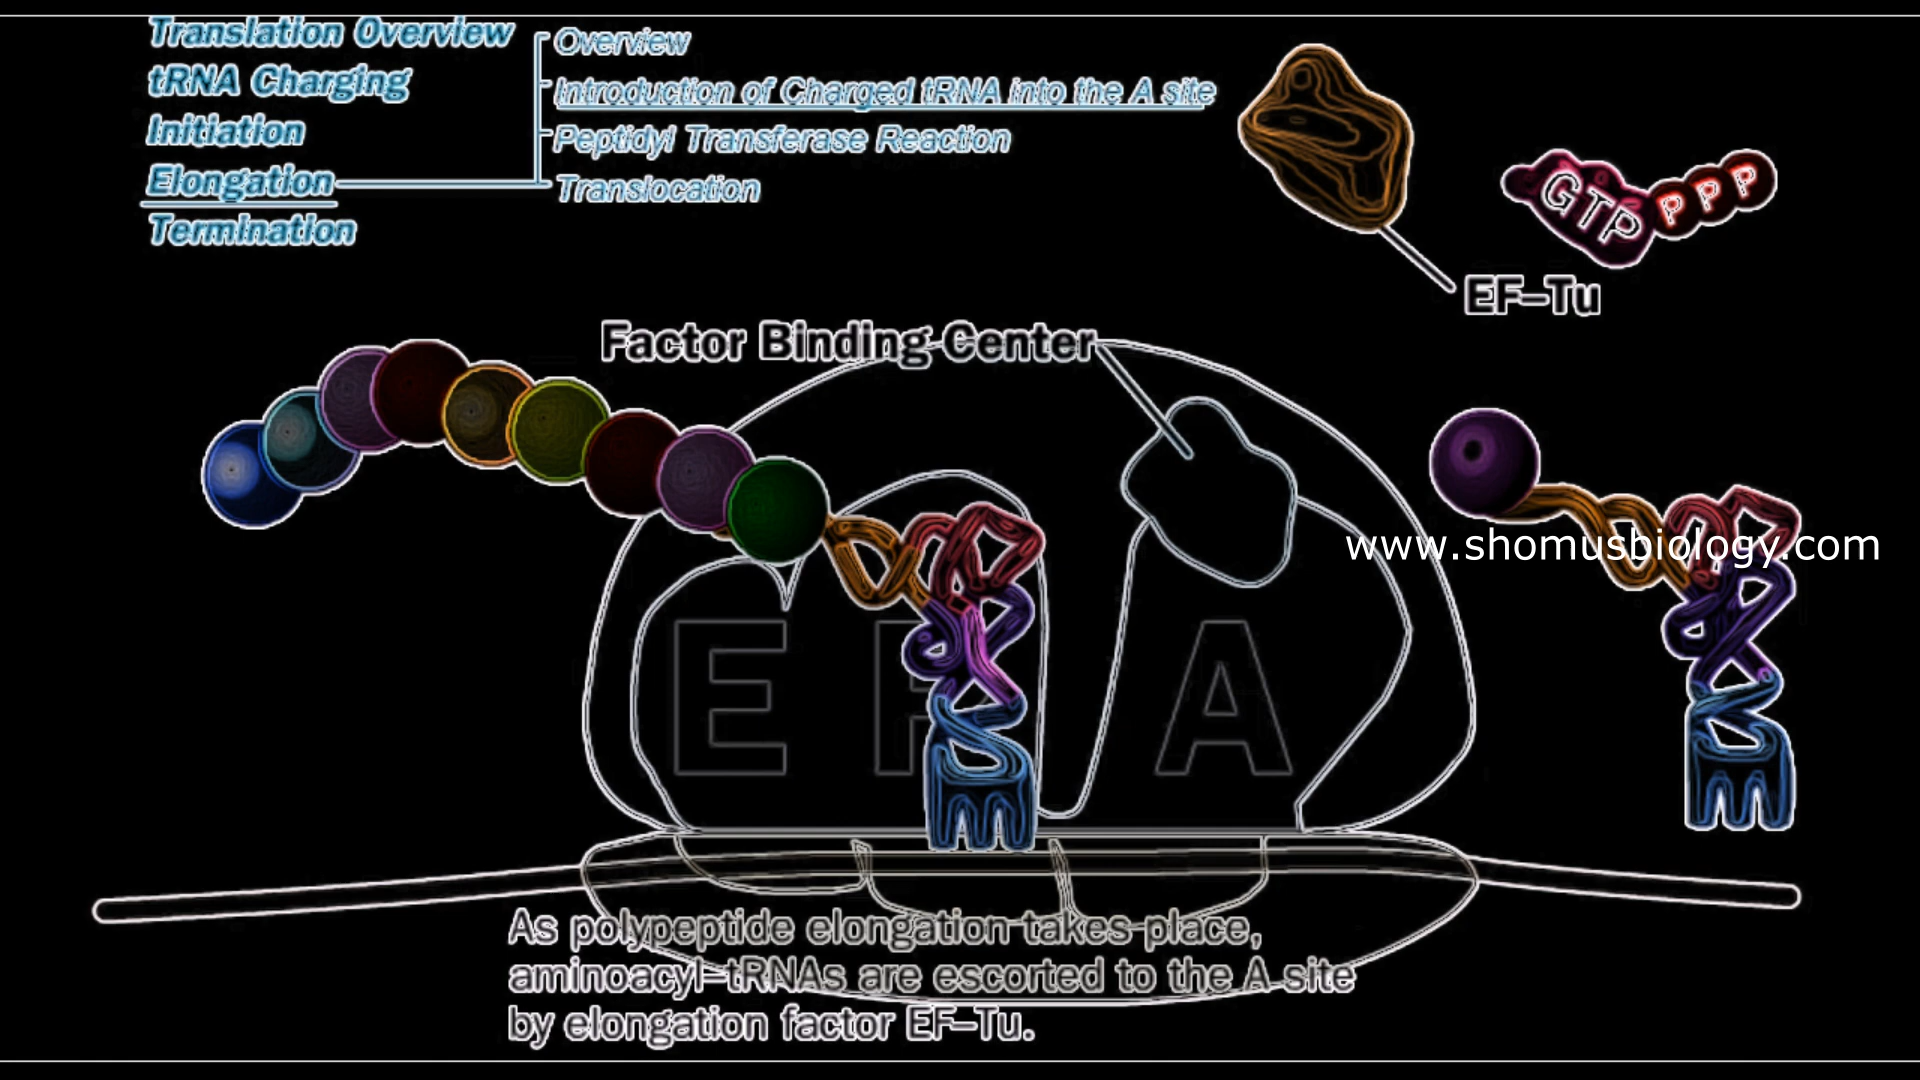 Translation Overview
tRNA Charging
Initiation
Elongation
Termination
Overview
Introduction of Charged tRNA into the A site
Peptidyl Transferase Reaction
Translocation
GTP P P P
EF–Tu
Factor Binding Center
www.shomusbiology.com
E P A
As polypeptide elongation takes place,
aminoacyl–tRNAs are escorted to the A site
by elongation factor EF–Tu.